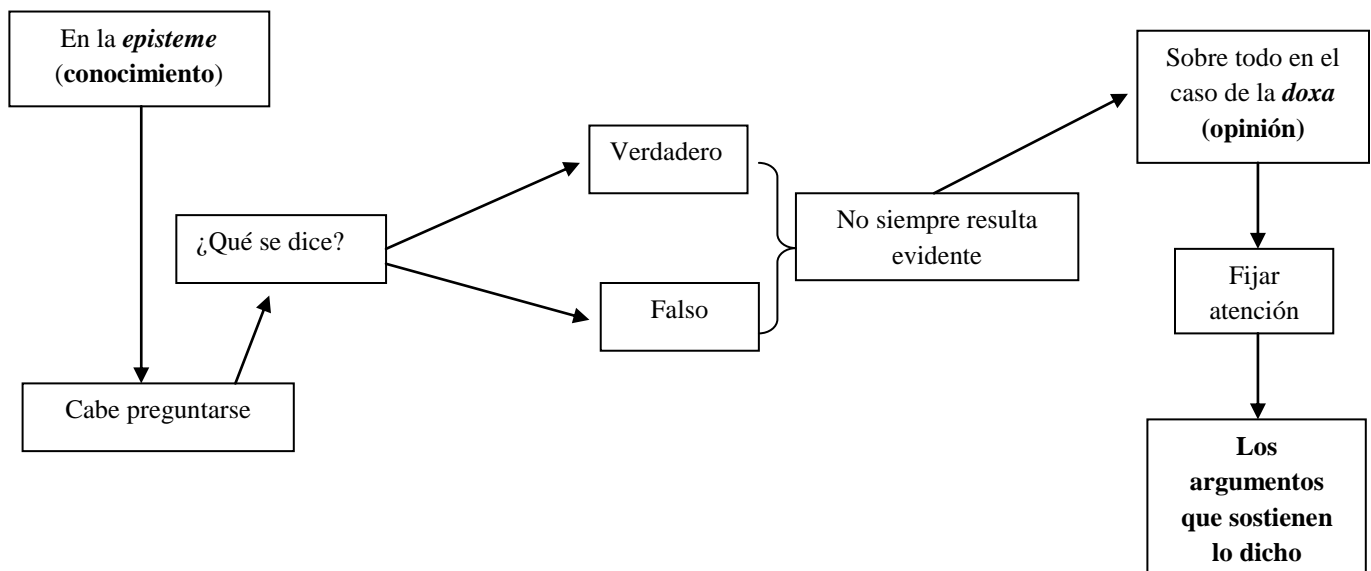 En la episteme
(conocimiento)
Cabe preguntarse
¿Qué se dice?
Verdadero
Falso
No siempre resulta
evidente
Sobre todo en el
caso de la doxa
(opinión)
Fijar
atención
Los
argumentos
que sostienen
lo dicho